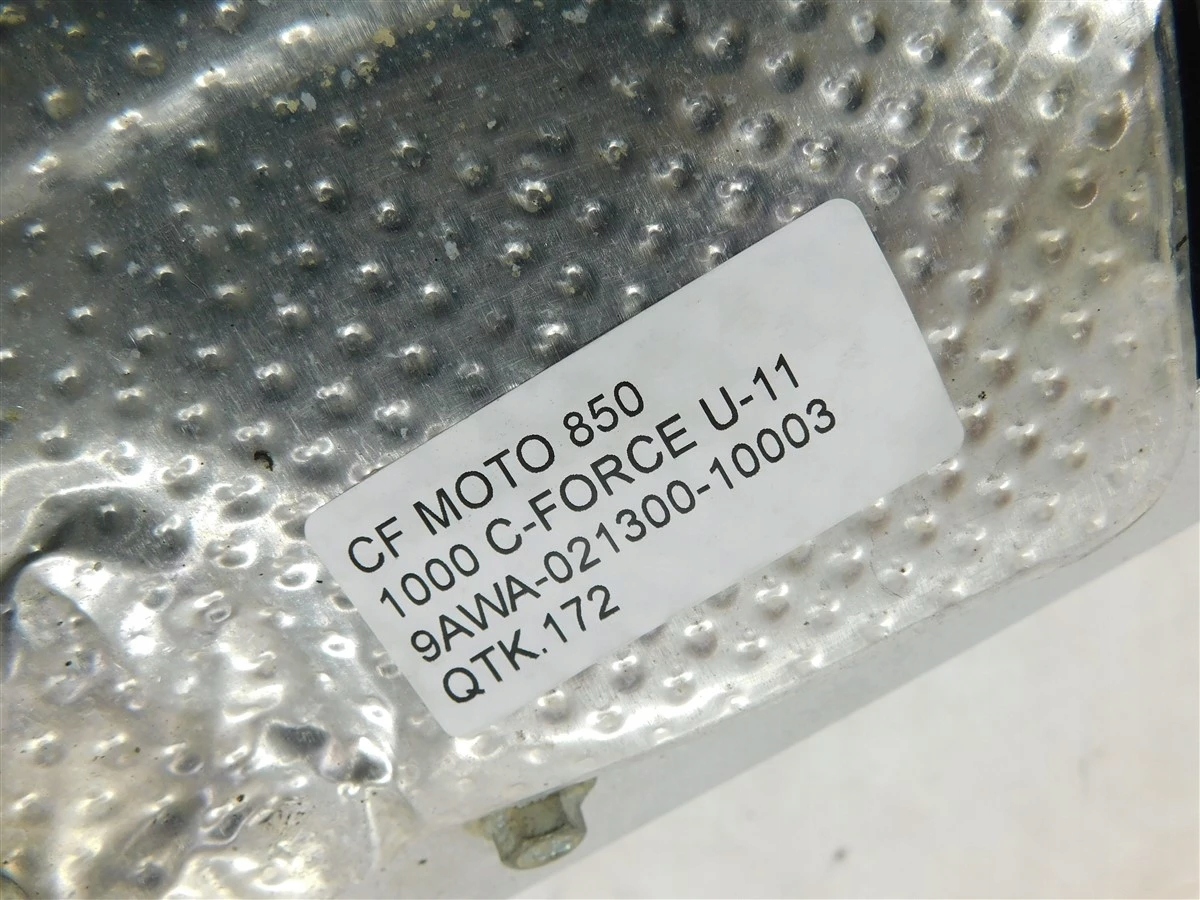 CF MOTO 850
1000 C-FORCE U-11
9AWA-021300-10003
QTK.172